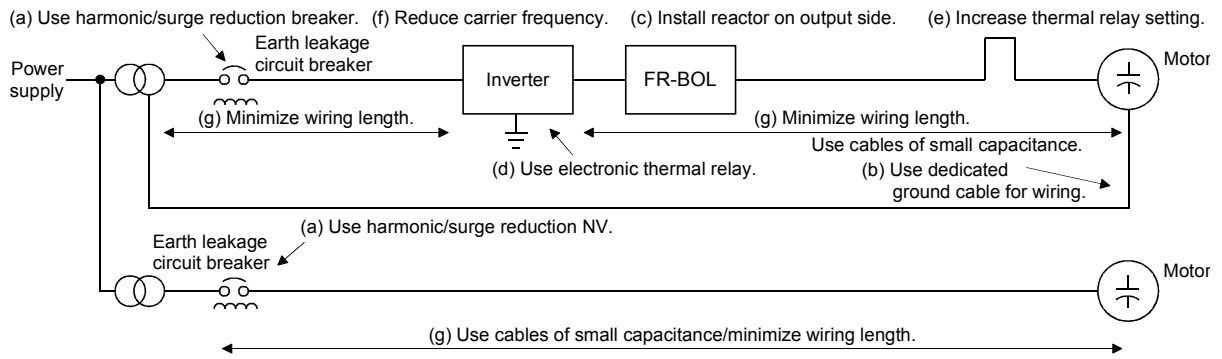 (a) Use harmonic/surge reduction breaker.
(f) Reduce carrier frequency.
(c) Install reactor on output side.
(e) Increase thermal relay setting.
Earth leakage
circuit breaker
Power
supply
Inverter
FR-BOL
Motor
(g) Minimize wiring length.
(g) Minimize wiring length.
Use cables of small capacitance.
(d) Use electronic thermal relay.
(b) Use dedicated
ground cable for wiring.
(a) Use harmonic/surge reduction NV.
Earth leakage
circuit breaker
Motor
(g) Use cables of small capacitance/minimize wiring length.